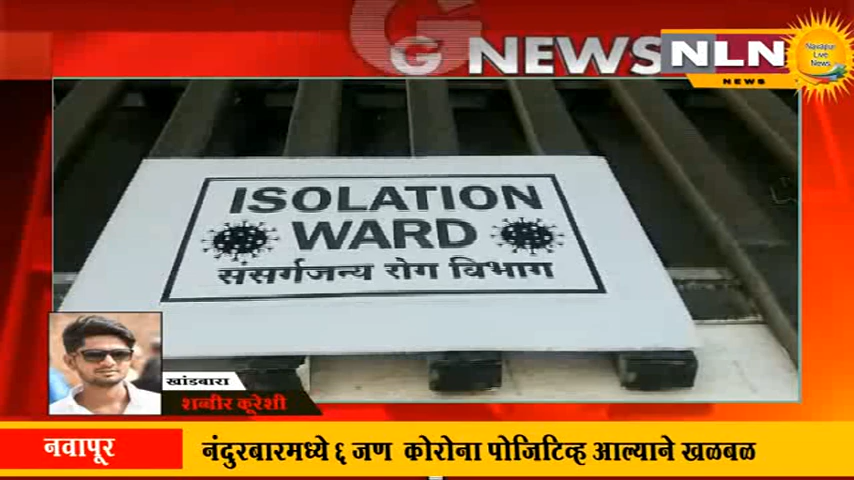 G NEWS
NLN
NEWS
Navapur
Live
News
ISOLATION
WARD
संसर्गजन्य रोग विभाग
खांडबारा
शब्बीर कूरेशी
नवापूर
नंदुरबारमध्ये ६ जण कोरोना पोजिटिव्ह आल्याने खळबळ